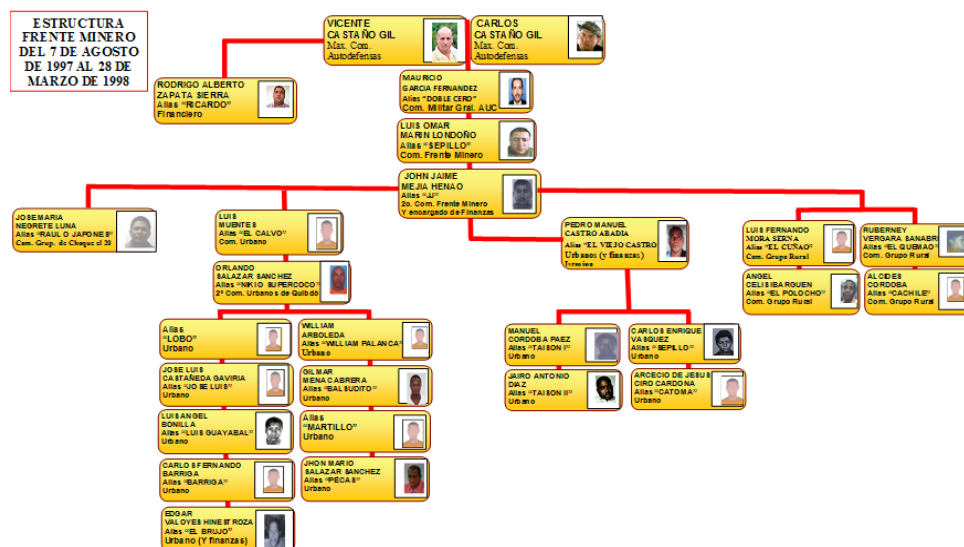 ESTRUCTURA
FRENTE MINERO
DEL 7 DE AGOSTO
DE 1997 AL 28 DE
MARZO DE 1998
VICENTE
CASTAÑO GIL
Max. Com.
Autodefensas
CARLOS
CASTAÑO GIL
Max. Com.
Autodefensas
RODRIGO ALBERTO
ZAPATA SIERRA
Alias "RICARDO"
Financiero
MAURICIO
GARCIA FERNANDEZ
Alias "DOBLE CERO"
Com. Militar Gral. AUC
LUIS OMAR
MARIN LONDOÑO
Alias "SEPILLO"
Com. Frente Minero
JOHN JAIME
MEJIA HENAO
Alias "JJ"
2o. Com. Frente Minero
Y encargado de Finanzas
JOSE MARIA
NEGRETE LUNA
Alias "RAUL O JAPONES"
Com. Grup. de Choque el 20
LUIS
MUENTES
Alias "EL CALVO"
Com. Urbano
ORLANDO
SALAZAR SANCHEZ
Alias "NIKI O SUPERCOCO"
2º Com. Urbanos de Quibdó
Alias
"LOBO"
Urbano
JOSE LUIS
CASTAÑEDA GAVIRIA
Alias "JOSE LUIS"
Urbano
LUIS ANGEL
BONILLA
Alias "LUIS GUAYABAL"
Urbano
CARLOS FERNANDO
BARRIGA
Alias "BARRIGA"
Urbano
EDGAR
VALOYES HINESTROZA
Alias "EL BRUJO"
Urbano (Y finanzas)
WILLIAM
ARBOLEDA
Alias "WILLIAM PALANCA"
Urbano
GILMAR
MENA CABRERA
Alias "BALSUDITO"
Urbano
Alias
"MARTILLO"
Urbano
JHON MARIO
SALAZAR SANCHEZ
Alias "PÉCAS"
Urbano
PEDRO MANUEL
CASTRO ABADIA
Alias "EL VIEJO CASTRO
Urbanos (y finanzas)
MANUEL
CORDOBA PAEZ
Alias "TAISON I"
Urbano
JAIRO ANTONIO
DIAZ
Alias "TAISON II"
Urbano
CARLOS ENRIQUE
VASQUEZ
Alias "SEPILLO"
Urbano
ARCECIO DE JESUS
CIRO CARDONA
Alias "CATOMA"
Urbano
LUIS FERNANDO
MORA SERNA
Alias "EL CUÑAO"
Com. Grupo Rural
ANGEL
CELIS IBARGUEN
Alias "EL POLOCHO"
Com. Grupo Rural
RUBERNEY
VERGARA SANABRI
Alias "EL QUEMAO"
Com. Grupo Rural
ALCIDES
CORDOBA
Alias "CACHILE"
Com. Grupo Rural